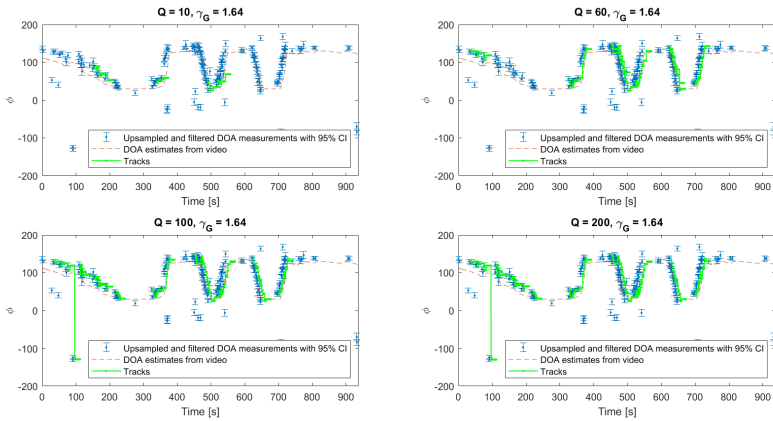 Q = 10, γG = 1.64
200
100
0
-100
-200
ϕ
0 100 200 300 400 500 600 700 800 900
Time [s]
Upsampled and filtered DOA measurements with 95% CI
DOA estimates from video
Tracks
Q = 60, γG = 1.64
200
100
0
-100
-200
ϕ
0 100 200 300 400 500 600 700 800 900
Time [s]
Upsampled and filtered DOA measurements with 95% CI
DOA estimates from video
Tracks
Q = 100, γG = 1.64
200
100
0
-100
-200
ϕ
0 100 200 300 400 500 600 700 800 900
Time [s]
Upsampled and filtered DOA measurements with 95% CI
DOA estimates from video
Tracks
Q = 200, γG = 1.64
200
100
0
-100
-200
ϕ
0 100 200 300 400 500 600 700 800 900
Time [s]
Upsampled and filtered DOA measurements with 95% CI
DOA estimates from video
Tracks